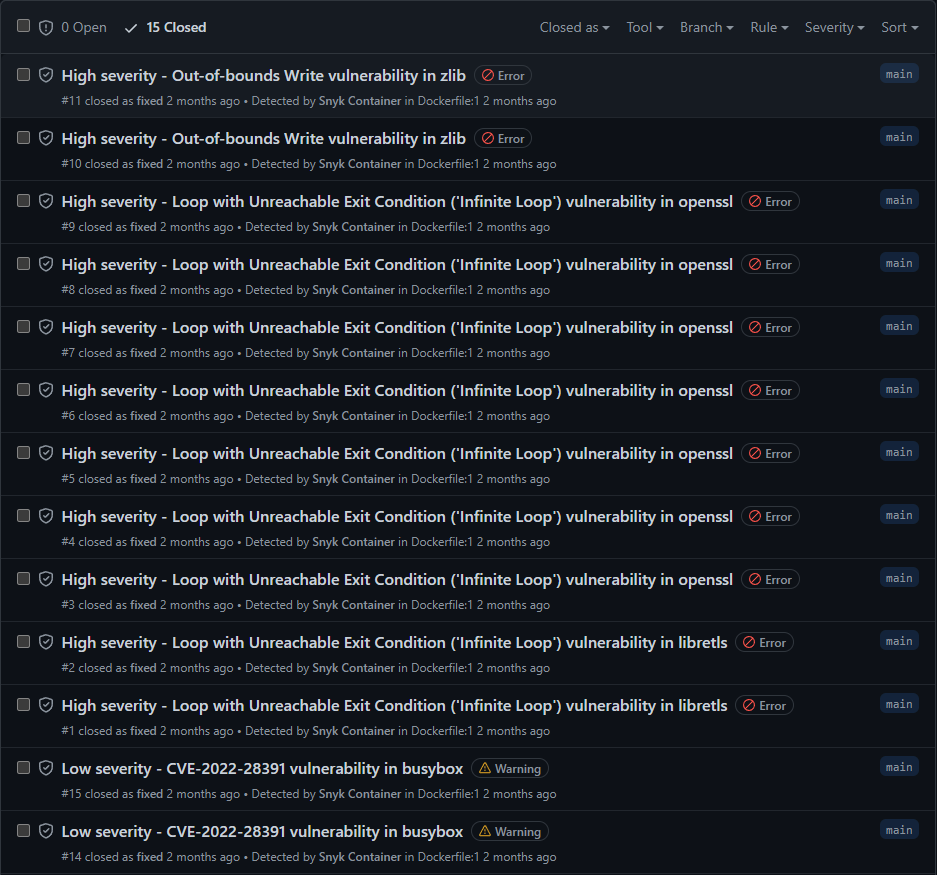 0 Open 15 Closed Closed as Tool Branch Rule Severity Sort
High severity - Out-of-bounds Write vulnerability in zlib Error main
#11 closed as fixed 2 months ago • Detected by Snyk Container in Dockerfile:1 2 months ago
High severity - Out-of-bounds Write vulnerability in zlib Error main
#10 closed as fixed 2 months ago • Detected by Snyk Container in Dockerfile:1 2 months ago
High severity - Loop with Unreachable Exit Condition ('Infinite Loop') vulnerability in openssl Error main
#9 closed as fixed 2 months ago • Detected by Snyk Container in Dockerfile:1 2 months ago
High severity - Loop with Unreachable Exit Condition ('Infinite Loop') vulnerability in openssl Error main
#8 closed as fixed 2 months ago • Detected by Snyk Container in Dockerfile:1 2 months ago
High severity - Loop with Unreachable Exit Condition ('Infinite Loop') vulnerability in openssl Error main
#7 closed as fixed 2 months ago • Detected by Snyk Container in Dockerfile:1 2 months ago
High severity - Loop with Unreachable Exit Condition ('Infinite Loop') vulnerability in openssl Error main
#6 closed as fixed 2 months ago • Detected by Snyk Container in Dockerfile:1 2 months ago
High severity - Loop with Unreachable Exit Condition ('Infinite Loop') vulnerability in openssl Error main
#5 closed as fixed 2 months ago • Detected by Snyk Container in Dockerfile:1 2 months ago
High severity - Loop with Unreachable Exit Condition ('Infinite Loop') vulnerability in openssl Error main
#4 closed as fixed 2 months ago • Detected by Snyk Container in Dockerfile:1 2 months ago
High severity - Loop with Unreachable Exit Condition ('Infinite Loop') vulnerability in openssl Error main
#3 closed as fixed 2 months ago • Detected by Snyk Container in Dockerfile:1 2 months ago
High severity - Loop with Unreachable Exit Condition ('Infinite Loop') vulnerability in libretls Error main
#2 closed as fixed 2 months ago • Detected by Snyk Container in Dockerfile:1 2 months ago
High severity - Loop with Unreachable Exit Condition ('Infinite Loop') vulnerability in libretls Error main
#1 closed as fixed 2 months ago • Detected by Snyk Container in Dockerfile:1 2 months ago
Low severity - CVE-2022-28391 vulnerability in busybox Warning main
#15 closed as fixed 2 months ago • Detected by Snyk Container in Dockerfile:1 2 months ago
Low severity - CVE-2022-28391 vulnerability in busybox Warning main
#14 closed as fixed 2 months ago • Detected by Snyk Container in Dockerfile:1 2 months ago